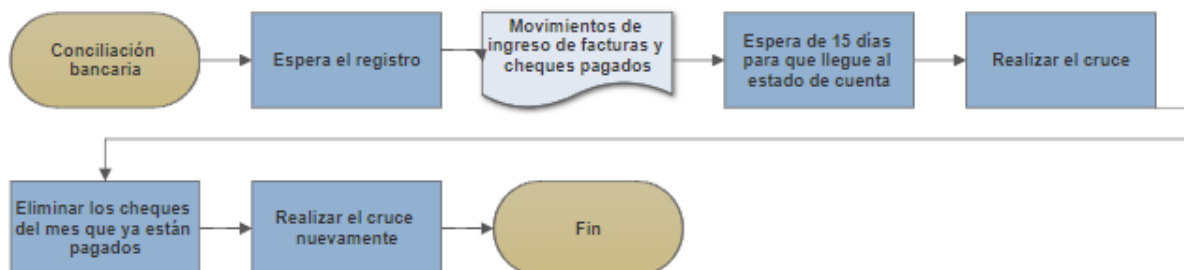 Conciliación
bancaria
Espera el registro
Movimientos de
ingreso de facturas y
cheques pagados
Espera de 15 días
para que llegue al
estado de cuenta
Realizar el cruce
Eliminar los cheques
del mes que ya están
pagados
Realizar el cruce
nuevamente
Fin